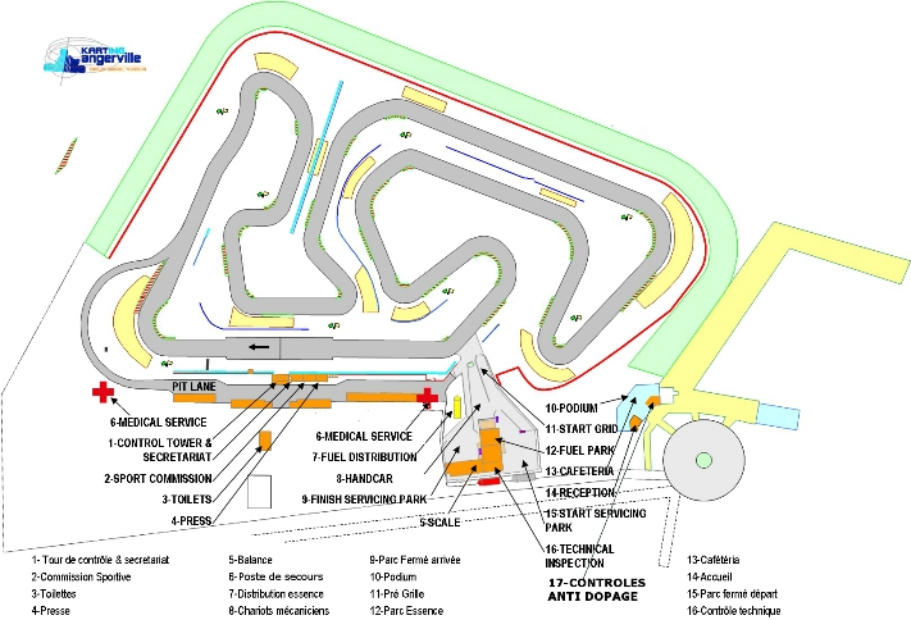 KARTING
angerville
PIT LANE
6-MEDICAL SERVICE
1-CONTROL TOWER &
SECRETARIAT
2-SPORT COMMISSION
3-TOILETS
4-PRESS
6-MEDICAL SERVICE
7-FUEL DISTRIBUTION
8-HANDCAR
9-FINISH SERVICING PARK
5-SCALE
10-PODIUM
11-START GRID
12-FUEL PARK
13-CAFETERIA
14-RECEPTION
15-START SERVICING
PARK
16-TECHNICAL
INSPECTION
17-CONTROLES
ANTI DOPAGE
1- Tour de contrôle & secretariat
2-Commission Sportive
3-Toilettes
4-Presse
5-Balance
6-Poste de secours
7-Distribution essence
8-Chariots mécaniciens
9-Parc Fermé arrivée
10-Podium
11-Pré Grille
12-Parc Essence
13-Cafétéria
14-Accueil
15-Parc fermé départ
16-Contrôle technique